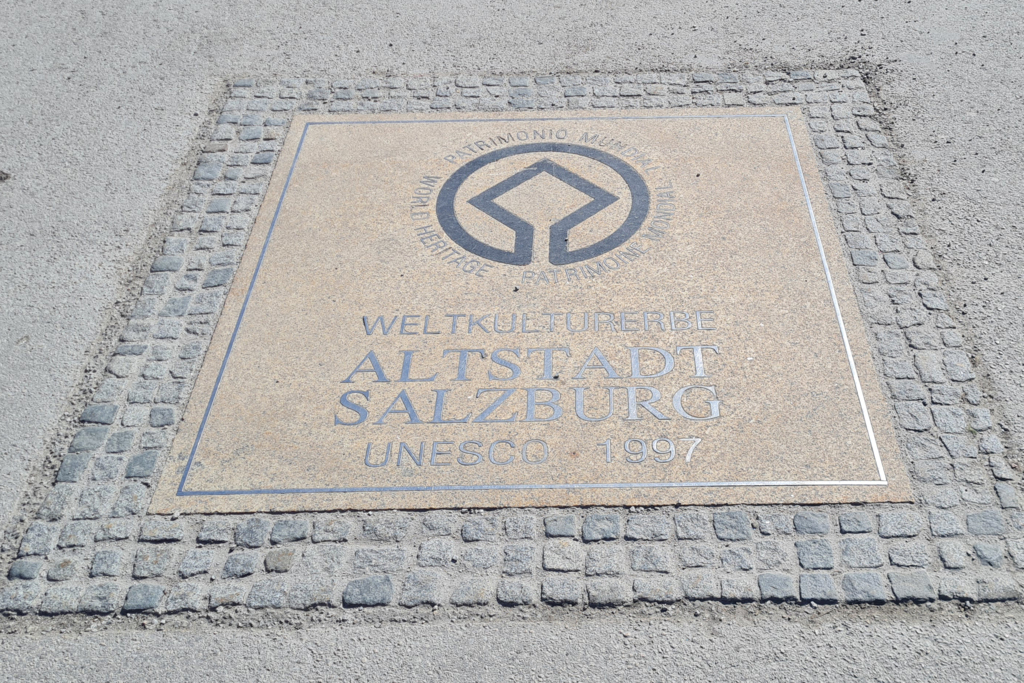 PATRIMONIO MUNDIAL
WORLD HERITAGE
PATRIMOINE MONDIAL
WELTKULTURERBE
ALTSTADT
SALZBURG
UNESCO 1997